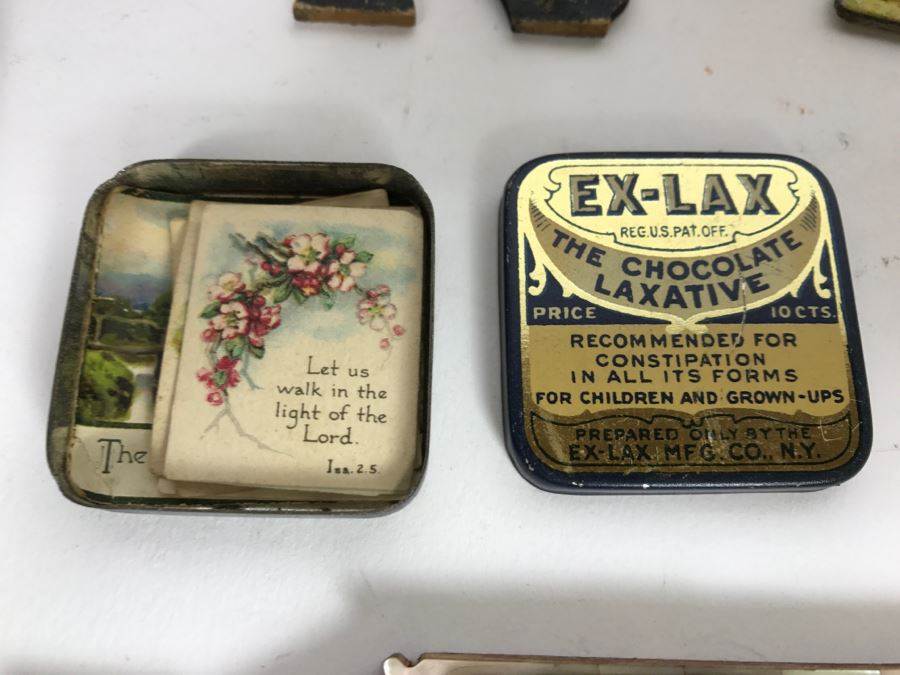 Let us
walk in the
light of the
Lord.
Isa. 2.5.
The
EX-LAX
REG.U.S.PAT.OFF.
THE CHOCOLATE
LAXATIVE
PRICE 10 CTS.
RECOMMENDED FOR
CONSTIPATION
IN ALL ITS FORMS
FOR CHILDREN AND GROWN-UPS
PREPARED ONLY BY THE
EX-LAX MFG. CO., N.Y.